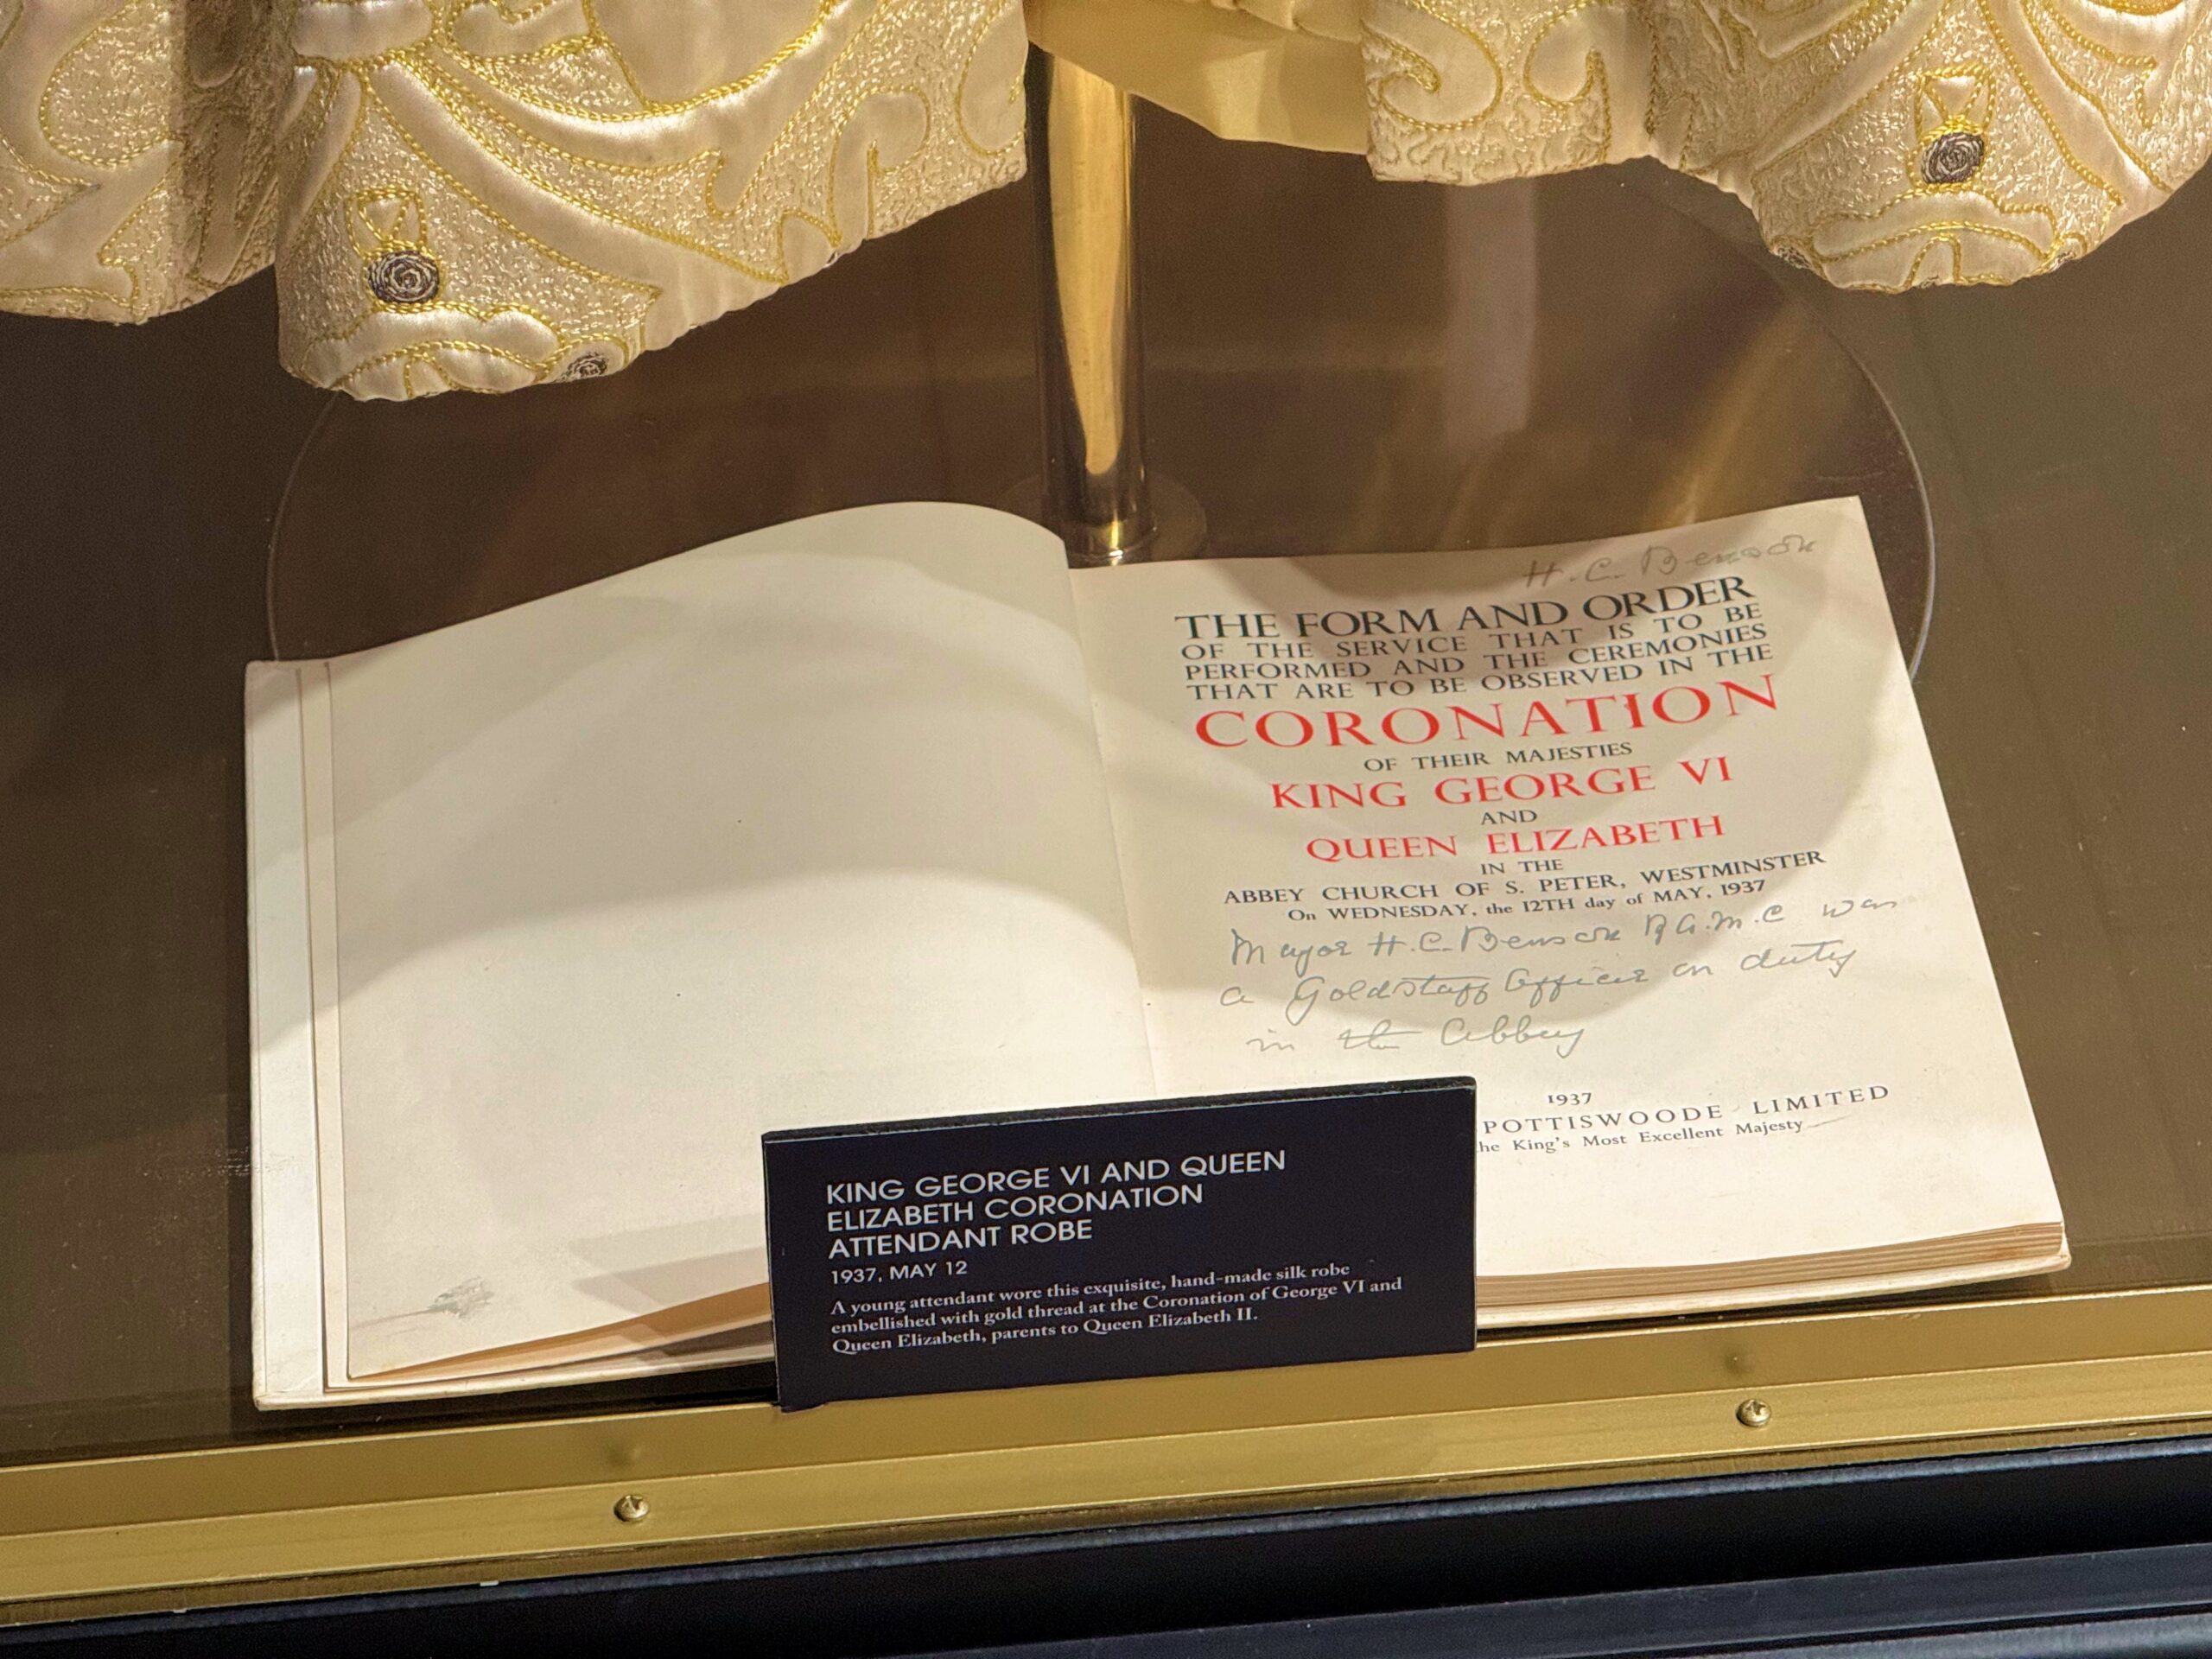 H. C. Benson
THE FORM AND ORDER
OF THE SERVICE THAT IS TO BE
PERFORMED AND THE CEREMONIES
THAT ARE TO BE OBSERVED IN THE
CORONATION
OF THEIR MAJESTIES
KING GEORGE VI
AND
QUEEN ELIZABETH
IN THE
ABBEY CHURCH OF S. PETER, WESTMINSTER
On WEDNESDAY, the 12TH day of MAY, 1937
Major H.C. Benson R.A.M.C was
a Goldstaff Officer on duty
in the Abbey
1937
POTTISWOODE LIMITED
he King's Most Excellent Majesty
KING GEORGE VI AND QUEEN
ELIZABETH CORONATION
ATTENDANT ROBE
1937, MAY 12
A young attendant wore this exquisite, hand-made silk robe
embellished with gold thread at the Coronation of George VI and
Queen Elizabeth, parents to Queen Elizabeth II.